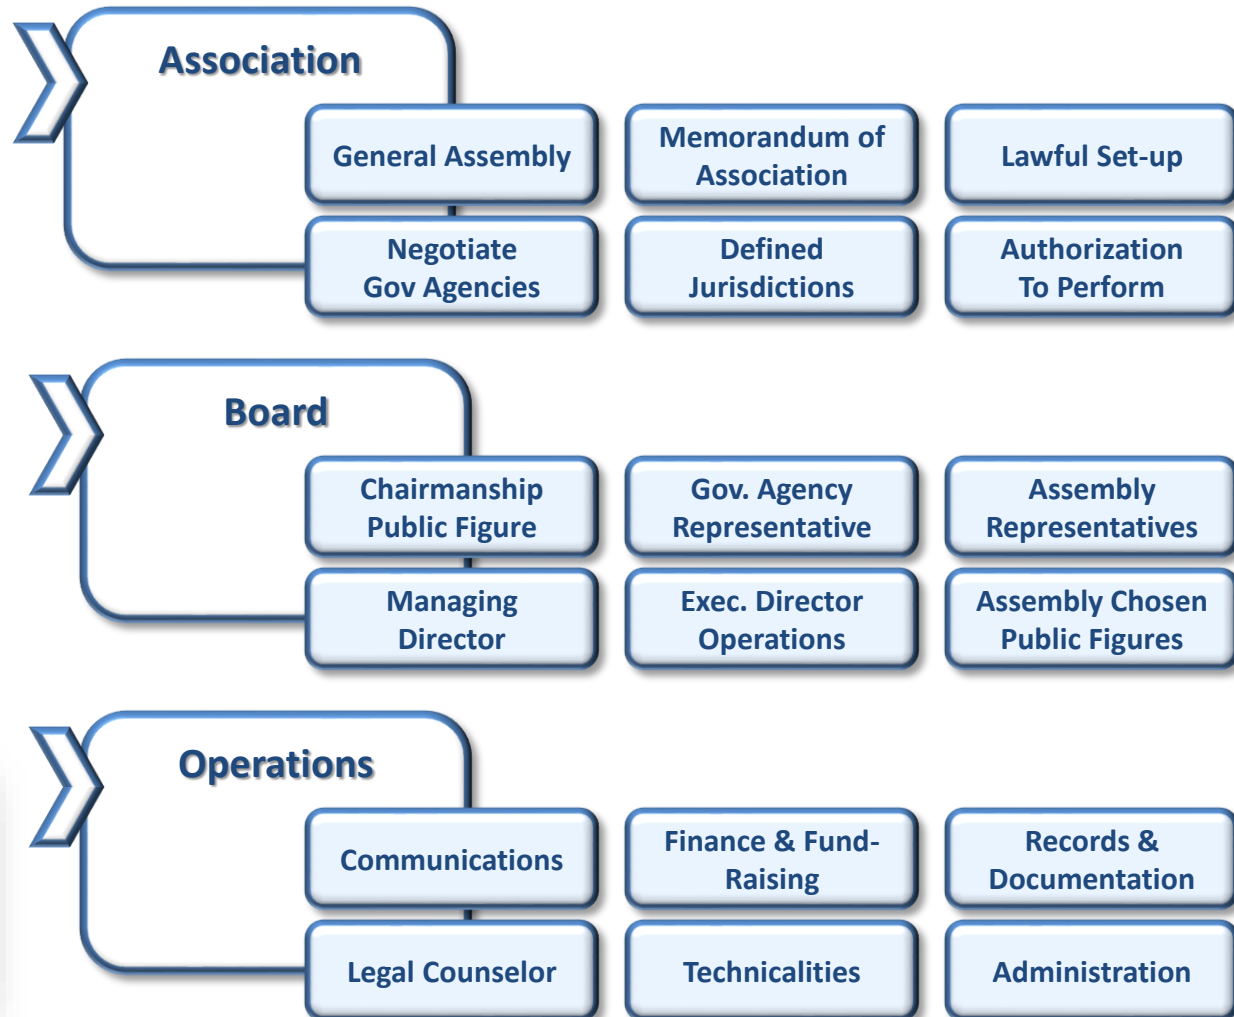 Association
General Assembly
Memorandum of
Association
Lawful Set-up
Negotiate
Gov Agencies
Defined
Jurisdictions
Authorization
To Perform
Board
Chairmanship
Public Figure
Gov. Agency
Representative
Assembly
Representatives
Managing
Director
Exec. Director
Operations
Assembly Chosen
Public Figures
Operations
Communications
Finance & Fund-
Raising
Records &
Documentation
Legal Counselor
Technicalities
Administration